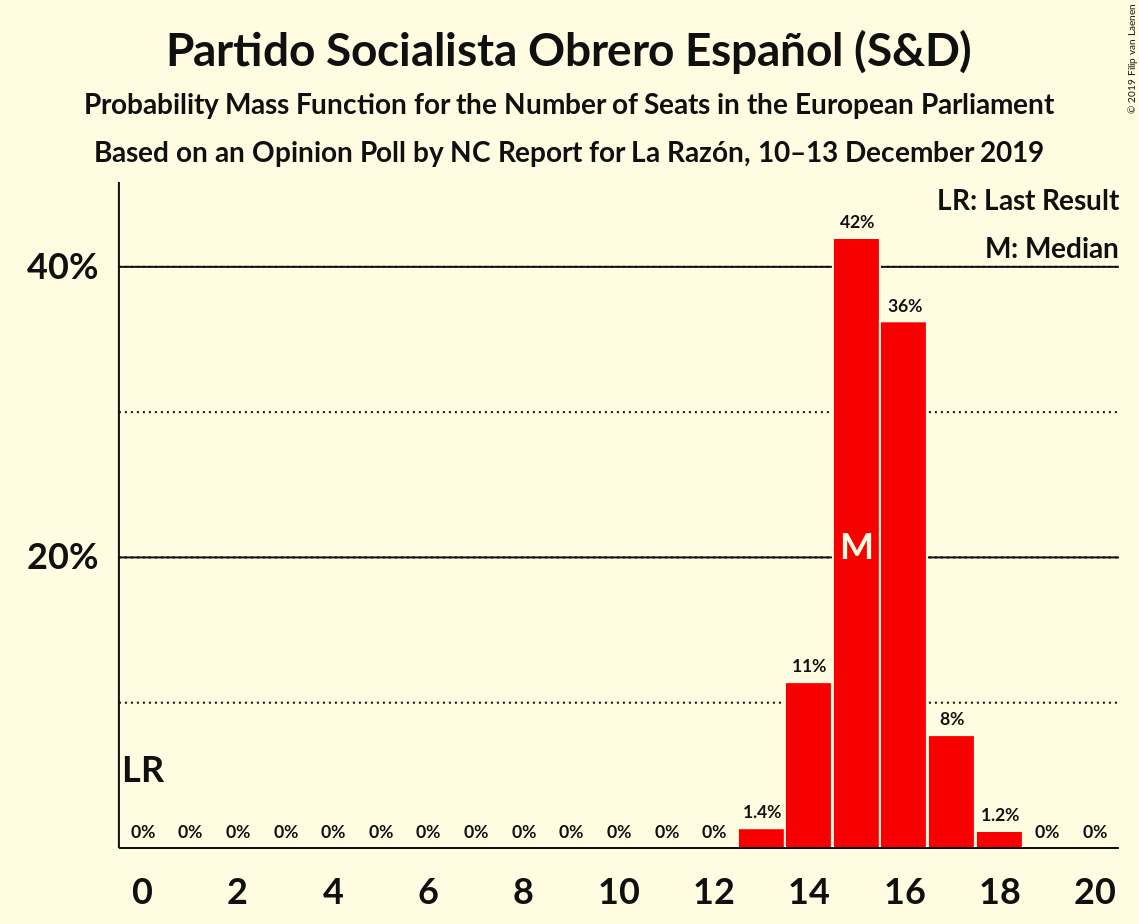 Partido Socialista Obrero Español (S&D)
Probability Mass Function for the Number of Seats in the European Parliament
Based on an Opinion Poll by NC Report for La Razón, 10–13 December 2019
© 2019 Filip van Laenen
LR: Last Result
M: Median
42%
40%
36%
M
20%
11%
8%
LR
1.4%
1.2%
0% 0% 0% 0% 0% 0% 0% 0% 0% 0% 0% 0% 0% 0% 0%
0 2 4 6 8 10 12 14 16 18 20